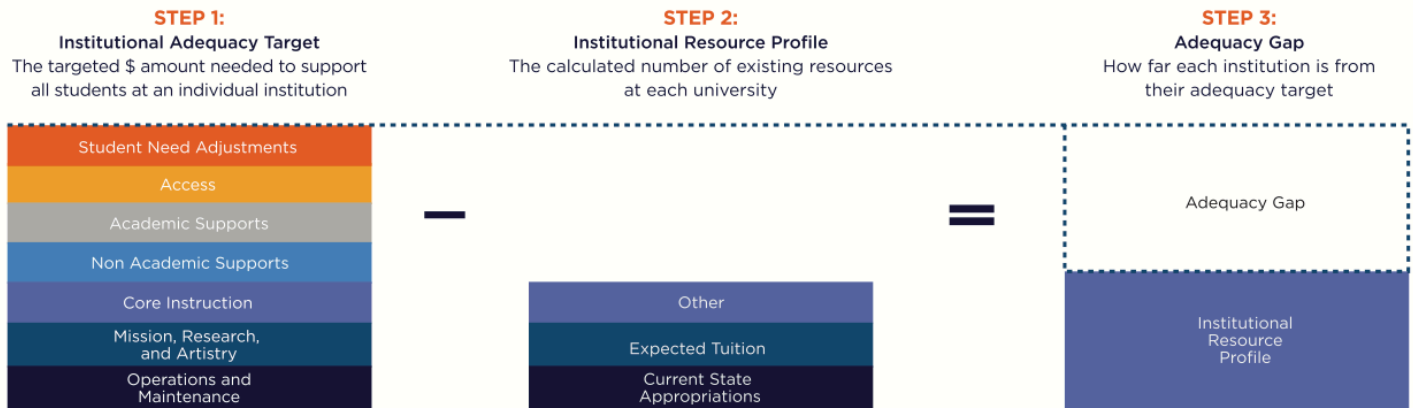 STEP 1:
Institutional Adequacy Target
The targeted $ amount needed to support
all students at an individual institution
STEP 2:
Institutional Resource Profile
The calculated number of existing resources
at each university
STEP 3:
Adequacy Gap
How far each institution is from
their adequacy target
Student Need Adjustments
Access
Academic Supports
Non Academic Supports
Core Instruction
Mission, Research,
and Artistry
Operations and
Maintenance
–
Other
Expected Tuition
Current State
Appropriations
=
Adequacy Gap
Institutional
Resource
Profile